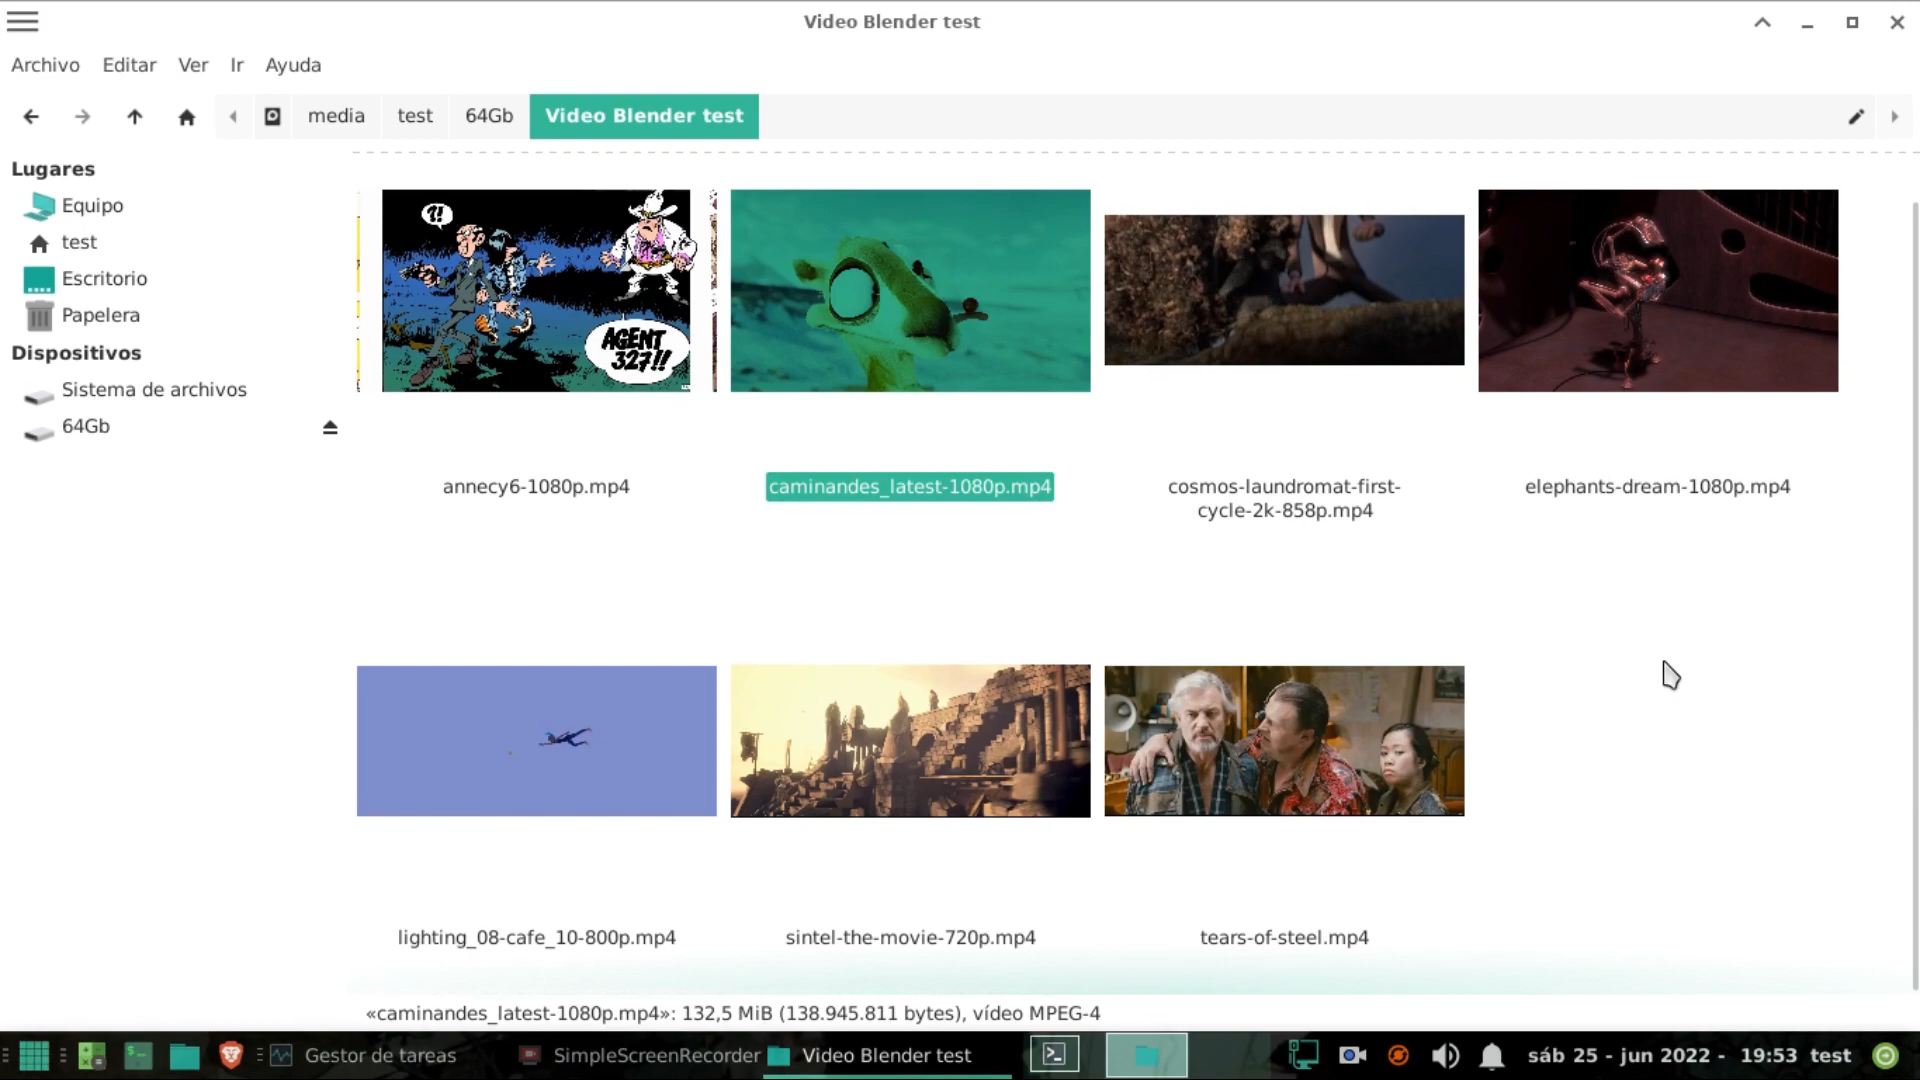 Video Blender test
Archivo Editar Ver Ir Ayuda
media test 64Gb Video Blender test
Lugares
Equipo
test
Escritorio
Papelera
Dispositivos
Sistema de archivos
64Gb
?!
AGENT
327!!
annecy6-1080p.mp4
caminandes_latest-1080p.mp4
cosmos-laundromat-first-
cycle-2k-858p.mp4
elephants-dream-1080p.mp4
lighting_08-cafe_10-800p.mp4
sintel-the-movie-720p.mp4
tears-of-steel.mp4
«caminandes_latest-1080p.mp4»: 132,5 MiB (138.945.811 bytes), vídeo MPEG-4
Gestor de tareas SimpleScreenRecorder Video Blender test sáb 25 - jun 2022 - 19:53 test